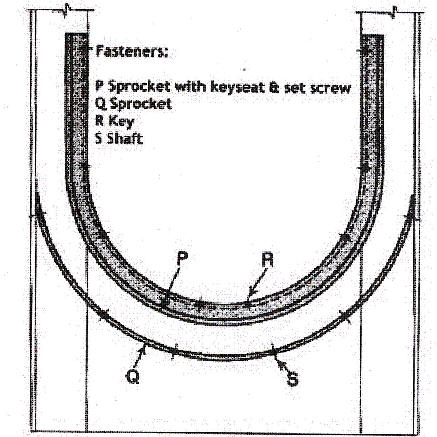 Fasteners:
P Sprocket with keyseat & set screw
Q Sprocket
R Key
S Shaft
P
R
Q
S